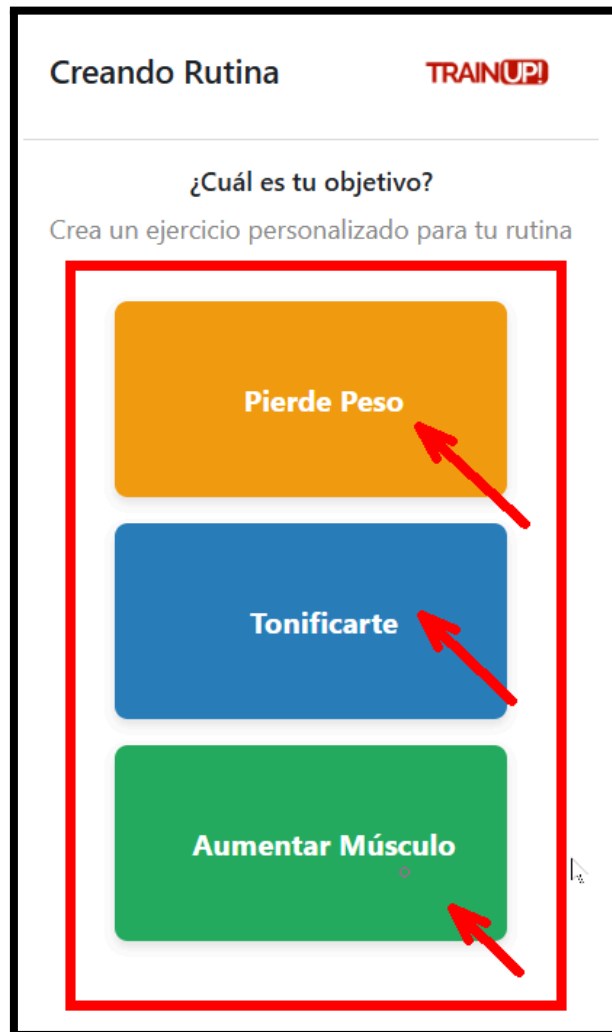 Creando Rutina
TRAINUP!
¿Cuál es tu objetivo?
Crea un ejercicio personalizado para tu rutina
Pierde Peso
Tonificarte
Aumentar Músculo